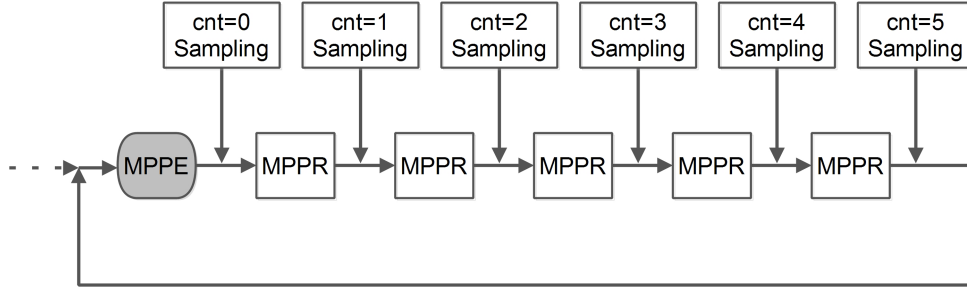 cnt=0
Sampling
cnt=1
Sampling
cnt=2
Sampling
cnt=3
Sampling
cnt=4
Sampling
cnt=5
Sampling
MPPE
MPPR
MPPR
MPPR
MPPR
MPPR